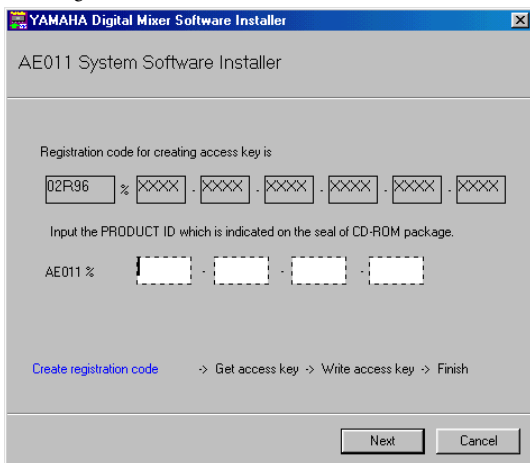 YAMAHA Digital Mixer Software Installer
AE011 System Software Installer
Registration code for creating access key is
02R96 % XXXX - XXXX - XXXX - XXXX - XXXX - XXXX
Input the PRODUCT ID which is indicated on the seal of CD-ROM package.
AE011 % - - -
Create registration code -> Get access key -> Write access key -> Finish
Next Cancel